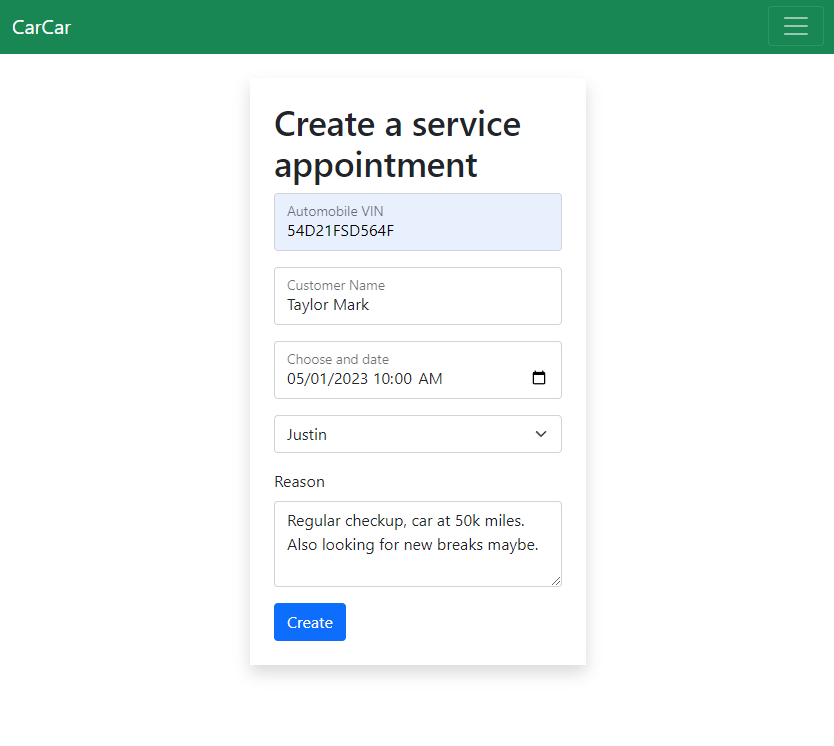 CarCar
Create a service
appointment
Automobile VIN
54D21FSD564F
Customer Name
Taylor Mark
Choose and date
05/01/2023 10:00 AM
Justin
Reason
Regular checkup, car at 50k miles.
Also looking for new breaks maybe.
Create